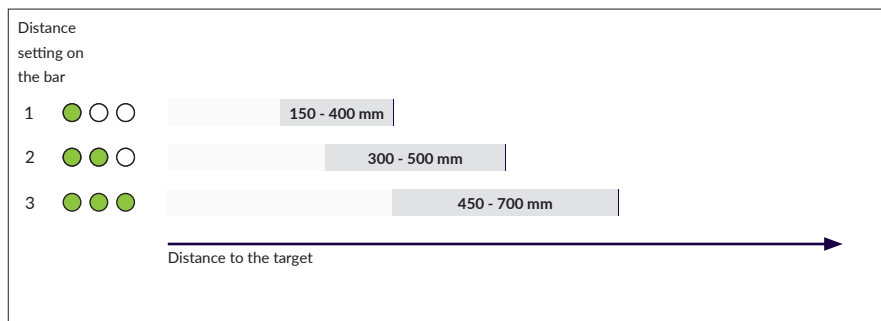 Distance
setting on
the bar
1
150 - 400 mm
2
300 - 500 mm
3
450 - 700 mm
Distance to the target